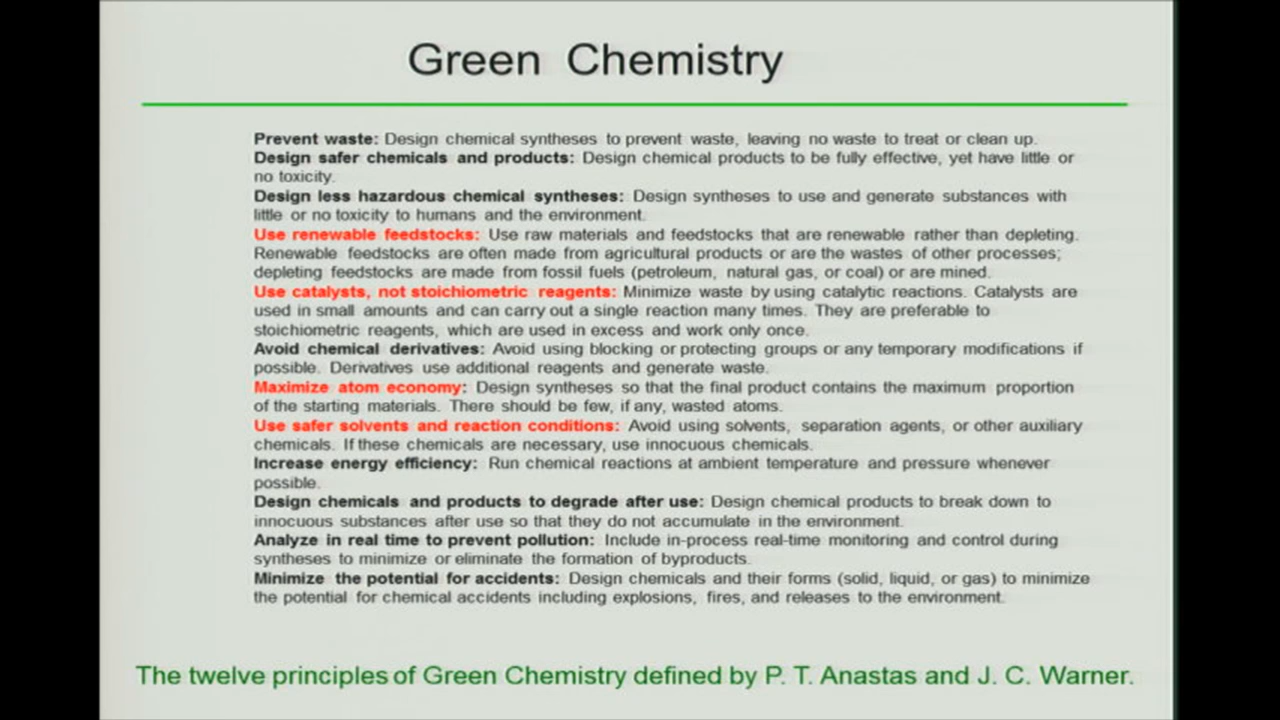 Green Chemistry
Prevent waste: Design chemical syntheses to prevent waste, leaving no waste to treat or clean up.
Design safer chemicals and products: Design chemical products to be fully effective, yet have little or
no toxicity.
Design less hazardous chemical syntheses: Design syntheses to use and generate substances with
little or no toxicity to humans and the environment.
Use renewable feedstocks: Use raw materials and feedstocks that are renewable rather than depleting.
Renewable feedstocks are often made from agricultural products or are the wastes of other processes;
depleting feedstocks are made from fossil fuels (petroleum, natural gas, or coal) or are mined.
Use catalysts, not stoichiometric reagents: Minimize waste by using catalytic reactions. Catalysts are
used in small amounts and can carry out a single reaction many times. They are preferable to
stoichiometric reagents, which are used in excess and work only once.
Avoid chemical derivatives: Avoid using blocking or protecting groups or any temporary modifications if
possible. Derivatives use additional reagents and generate waste.
Maximize atom economy: Design syntheses so that the final product contains the maximum proportion
of the starting materials. There should be few, if any, wasted atoms.
Use safer solvents and reaction conditions: Avoid using solvents, separation agents, or other auxiliary
chemicals. If these chemicals are necessary, use innocuous chemicals.
Increase energy efficiency: Run chemical reactions at ambient temperature and pressure whenever
possible.
Design chemicals and products to degrade after use: Design chemical products to break down to
innocuous substances after use so that they do not accumulate in the environment.
Analyze in real time to prevent pollution: Include in-process real-time monitoring and control during
syntheses to minimize or eliminate the formation of byproducts.
Minimize the potential for accidents: Design chemicals and their forms (solid, liquid, or gas) to minimize
the potential for chemical accidents including explosions, fires, and releases to the environment.
The twelve principles of Green Chemistry defined by P. T. Anastas and J. C. Warner.